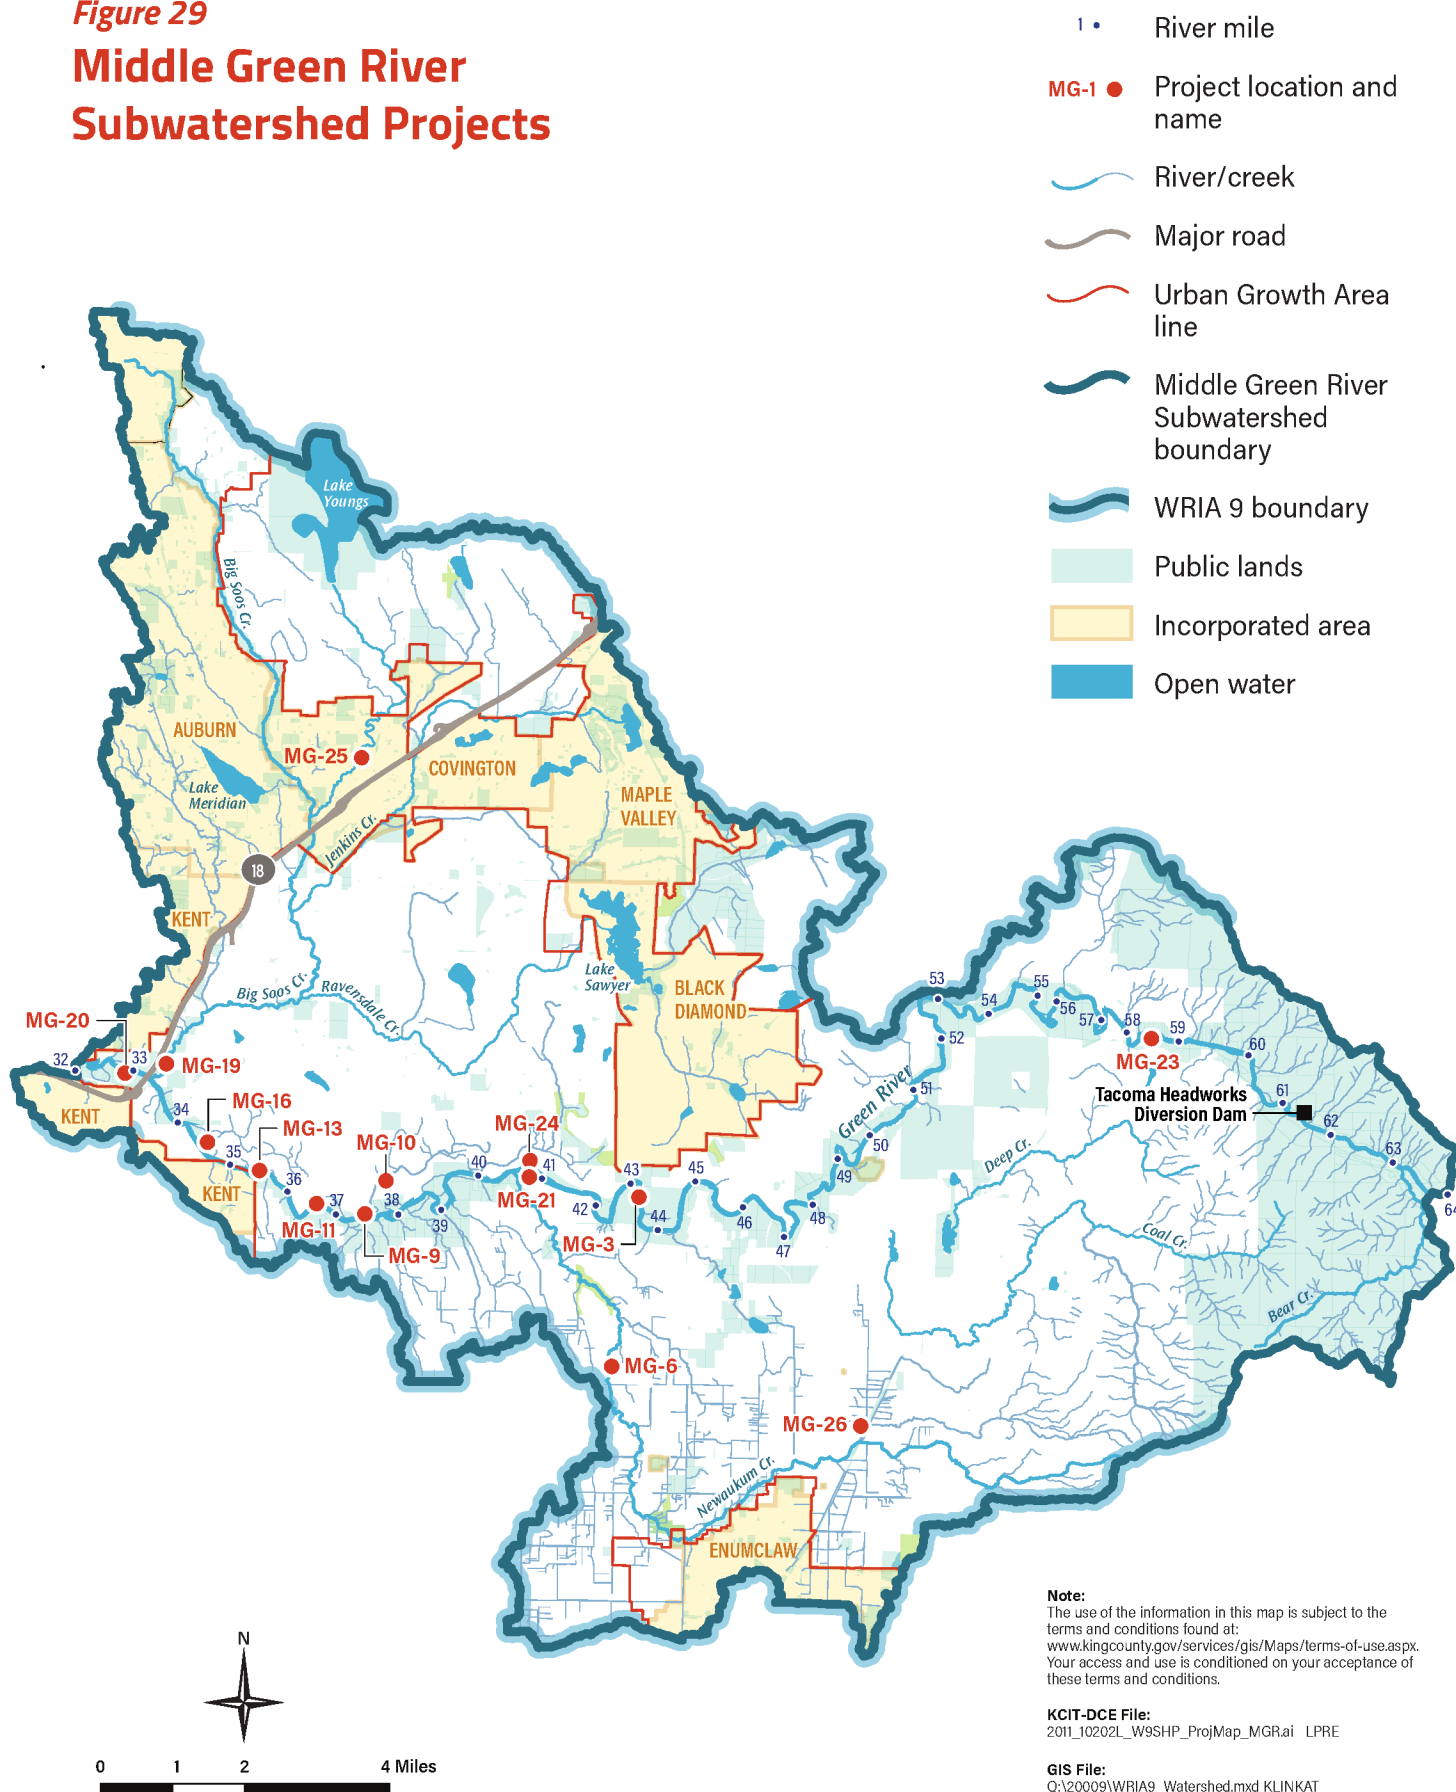 Figure 29
Middle Green River
Subwatershed Projects
1
River mile
MG-1
Project location and
name
River/creek
Major road
Urban Growth Area
line
Middle Green River
Subwatershed
boundary
WRIA 9 boundary
Public lands
Incorporated area
Open water
Lake
Youngs
Big Soos Cr.
AUBURN
MG-25
COVINGTON
Lake
Meridian
MAPLE
VALLEY
Jenkins Cr.
18
KENT
Lake
Sawyer
BLACK
DIAMOND
Big Soos Cr.
Ravensdale Cr.
53
54
55
56
57
58
59
60
52
MG-20
32
33
MG-19
MG-23
51
Green River
Tacoma Headworks
Diversion Dam
61
62
63
64
KENT
34
MG-16
MG-13
MG-10
MG-24
50
49
Deep Cr.
35
36
37
38
39
40
41
42
43
44
45
46
47
48
KENT
MG-11
MG-9
MG-21
MG-3
Coal Cr.
Bear Cr.
MG-6
MG-26
Newaukum Cr.
ENUMCLAW
Note:
The use of the information in this map is subject to the
terms and conditions found at:
www.kingcounty.gov/services/gis/Maps/terms-of-use.aspx.
Your access and use is conditioned on your acceptance of
these terms and conditions.
KCIT-DCE File:
2011_10202L_W9SHP_ProjMap_MGR.ai LPRE
GIS File:
Q:\20009\WRIA9_Watershed.mxd KLINKAT
N
0 1 2 4 Miles